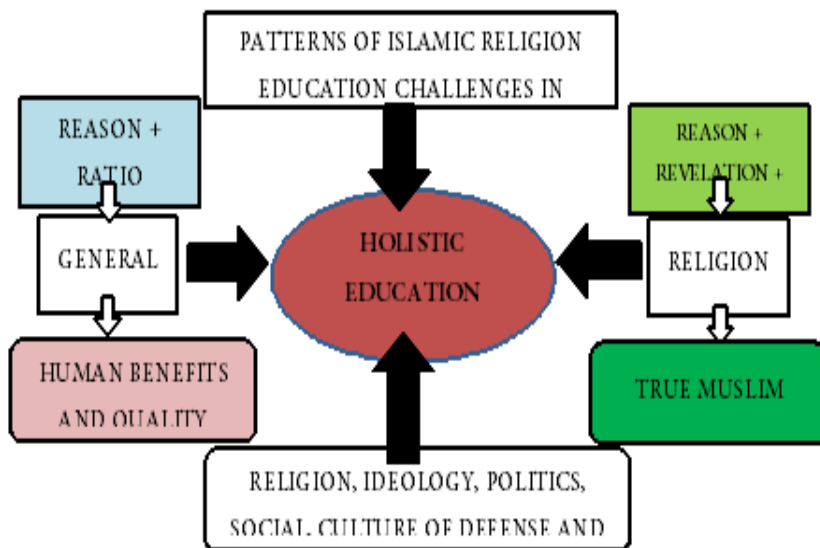 PATTERNS OF ISLAMIC RELIGION
EDUCATION CHALLENGES IN
REASON +
RATIO
REASON +
REVELATION +
GENERAL
HOLISTIC
EDUCATION
RELIGION
HUMAN BENEFITS
AND QUALITY
TRUE MUSLIM
RELIGION, IDEOLOGY, POLITICS,
SOCIAL, CULTURE OF DEFENSE AND